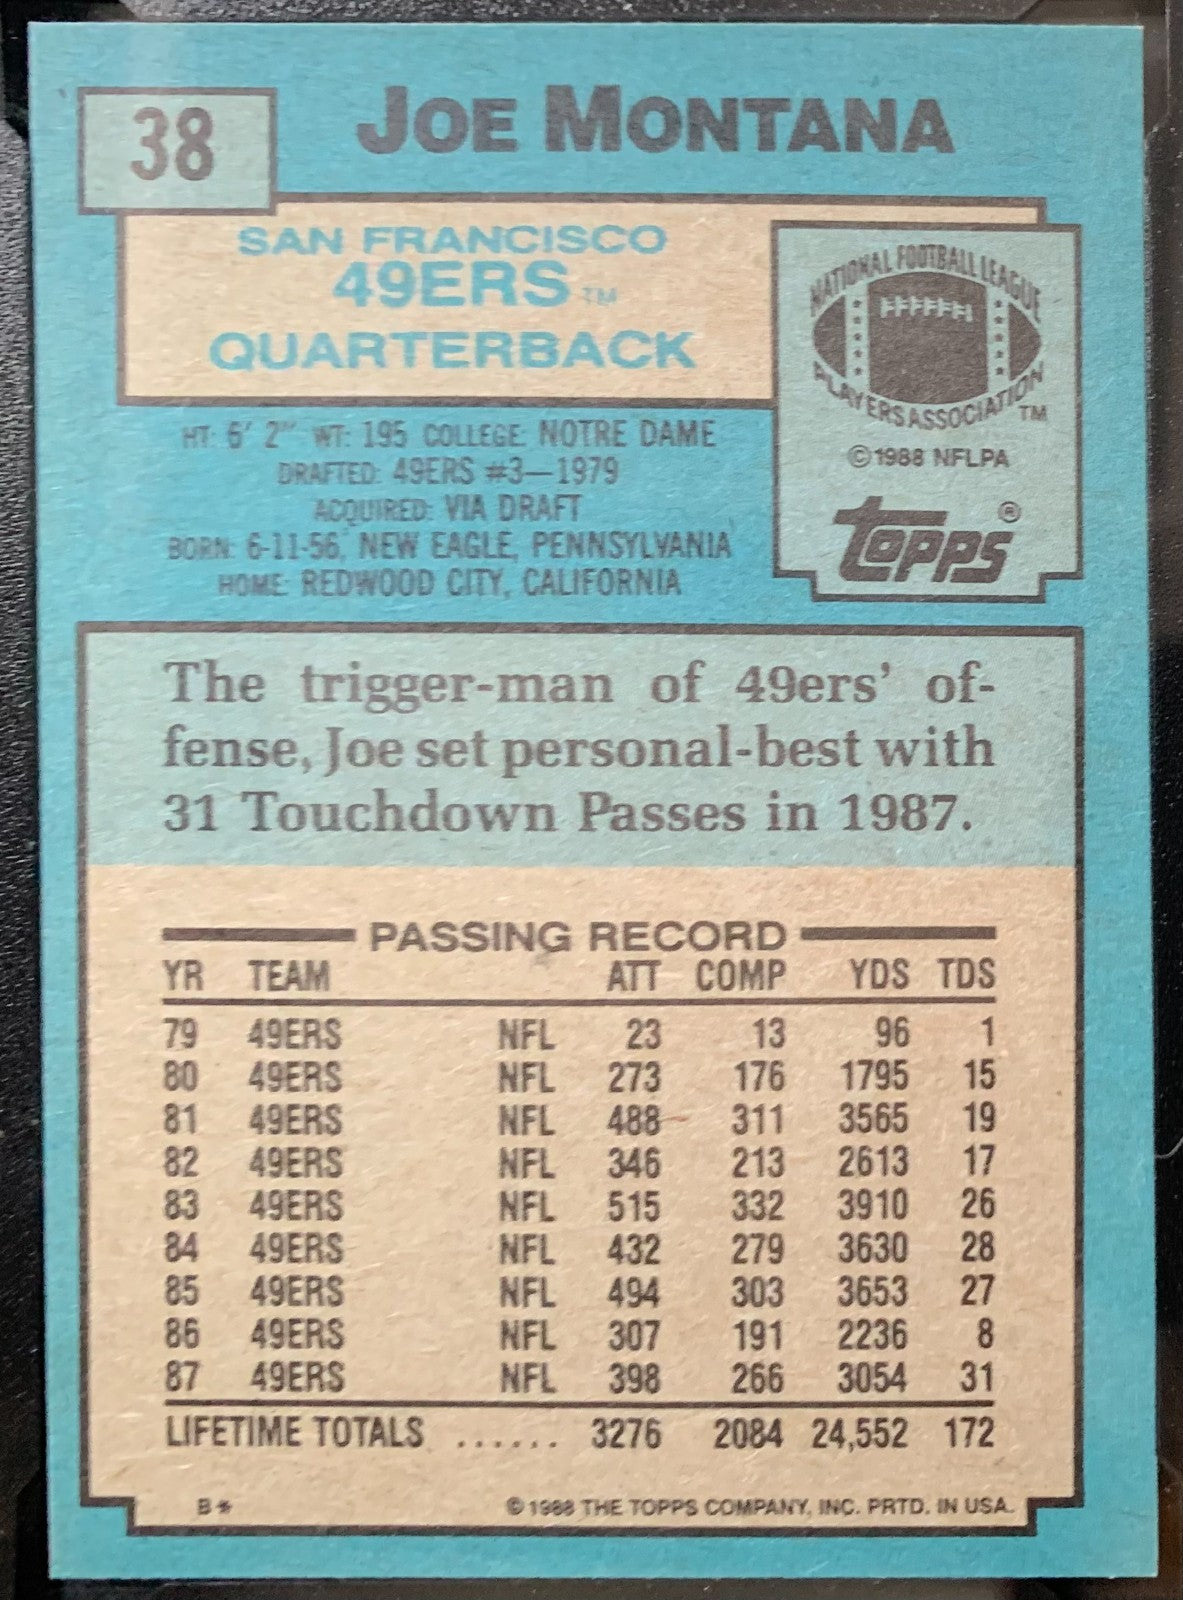 38
JOE MONTANA
SAN FRANCISCO
49ERS TM
QUARTERBACK
NATIONAL FOOTBALL LEAGUE
PLAYERS ASSOCIATION TM
©1988 NFLPA
TOPPS ®
HT: 6' 2" WT: 195 COLLEGE: NOTRE DAME
DRAFTED: 49ERS #3—1979
ACQUIRED: VIA DRAFT
BORN: 6-11-56, NEW EAGLE, PENNSYLVANIA
HOME: REDWOOD CITY, CALIFORNIA
The trigger-man of 49ers' of-
fense, Joe set personal-best with
31 Touchdown Passes in 1987.
PASSING RECORD
YR TEAM ATT COMP YDS TDS
79 49ERS NFL 23 13 96 1
80 49ERS NFL 273 176 1795 15
81 49ERS NFL 488 311 3565 19
82 49ERS NFL 346 213 2613 17
83 49ERS NFL 515 332 3910 26
84 49ERS NFL 432 279 3630 28
85 49ERS NFL 494 303 3653 27
86 49ERS NFL 307 191 2236 8
87 49ERS NFL 398 266 3054 31
LIFETIME TOTALS ...... 3276 2084 24,552 172
B* © 1988 THE TOPPS COMPANY, INC. PRTD. IN USA.